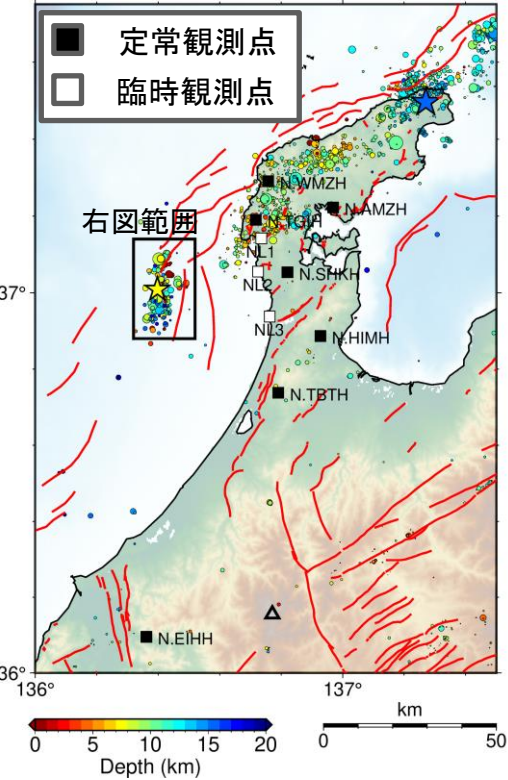 定常観測点
臨時観測点
N.WMZH
N.AMZH
右図範囲
N.TGIH
NL1
NL2
N.SHKH
37°
NL3
N.HIMH
N.TBTH
N.EIHH
36°
136°
137°
km
0
50
0
5
10
15
20
Depth (km)